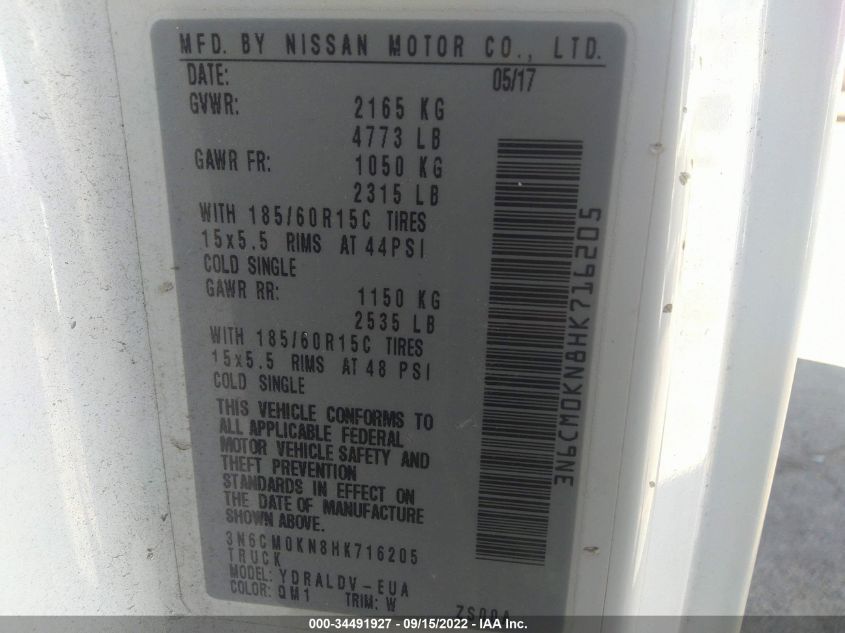 MFD. BY NISSAN MOTOR CO., LTD.
DATE: 05/17
GVWR: 2165 KG
4773 LB
GAWR FR: 1050 KG
2315 LB
WITH 185/60R15C TIRES
15x5.5 RIMS AT 44PSI
COLD SINGLE
GAWR RR: 1150 KG
2535 LB
WITH 185/60R15C TIRES
15x5.5 RIMS AT 48 PSI
COLD SINGLE
THIS VEHICLE CONFORMS TO
ALL APPLICABLE FEDERAL
MOTOR VEHICLE SAFETY AND
THEFT PREVENTION
STANDARDS IN EFFECT ON
THE DATE OF MANUFACTURE
SHOWN ABOVE.
3N6CM0KN8HK716205
TRUCK
MODEL: YDRALDV-EUA
COLOR: QM1 TRIM: W
3N6CM0KN8HK716205
000-34491927 - 09/15/2022 - IAA Inc.